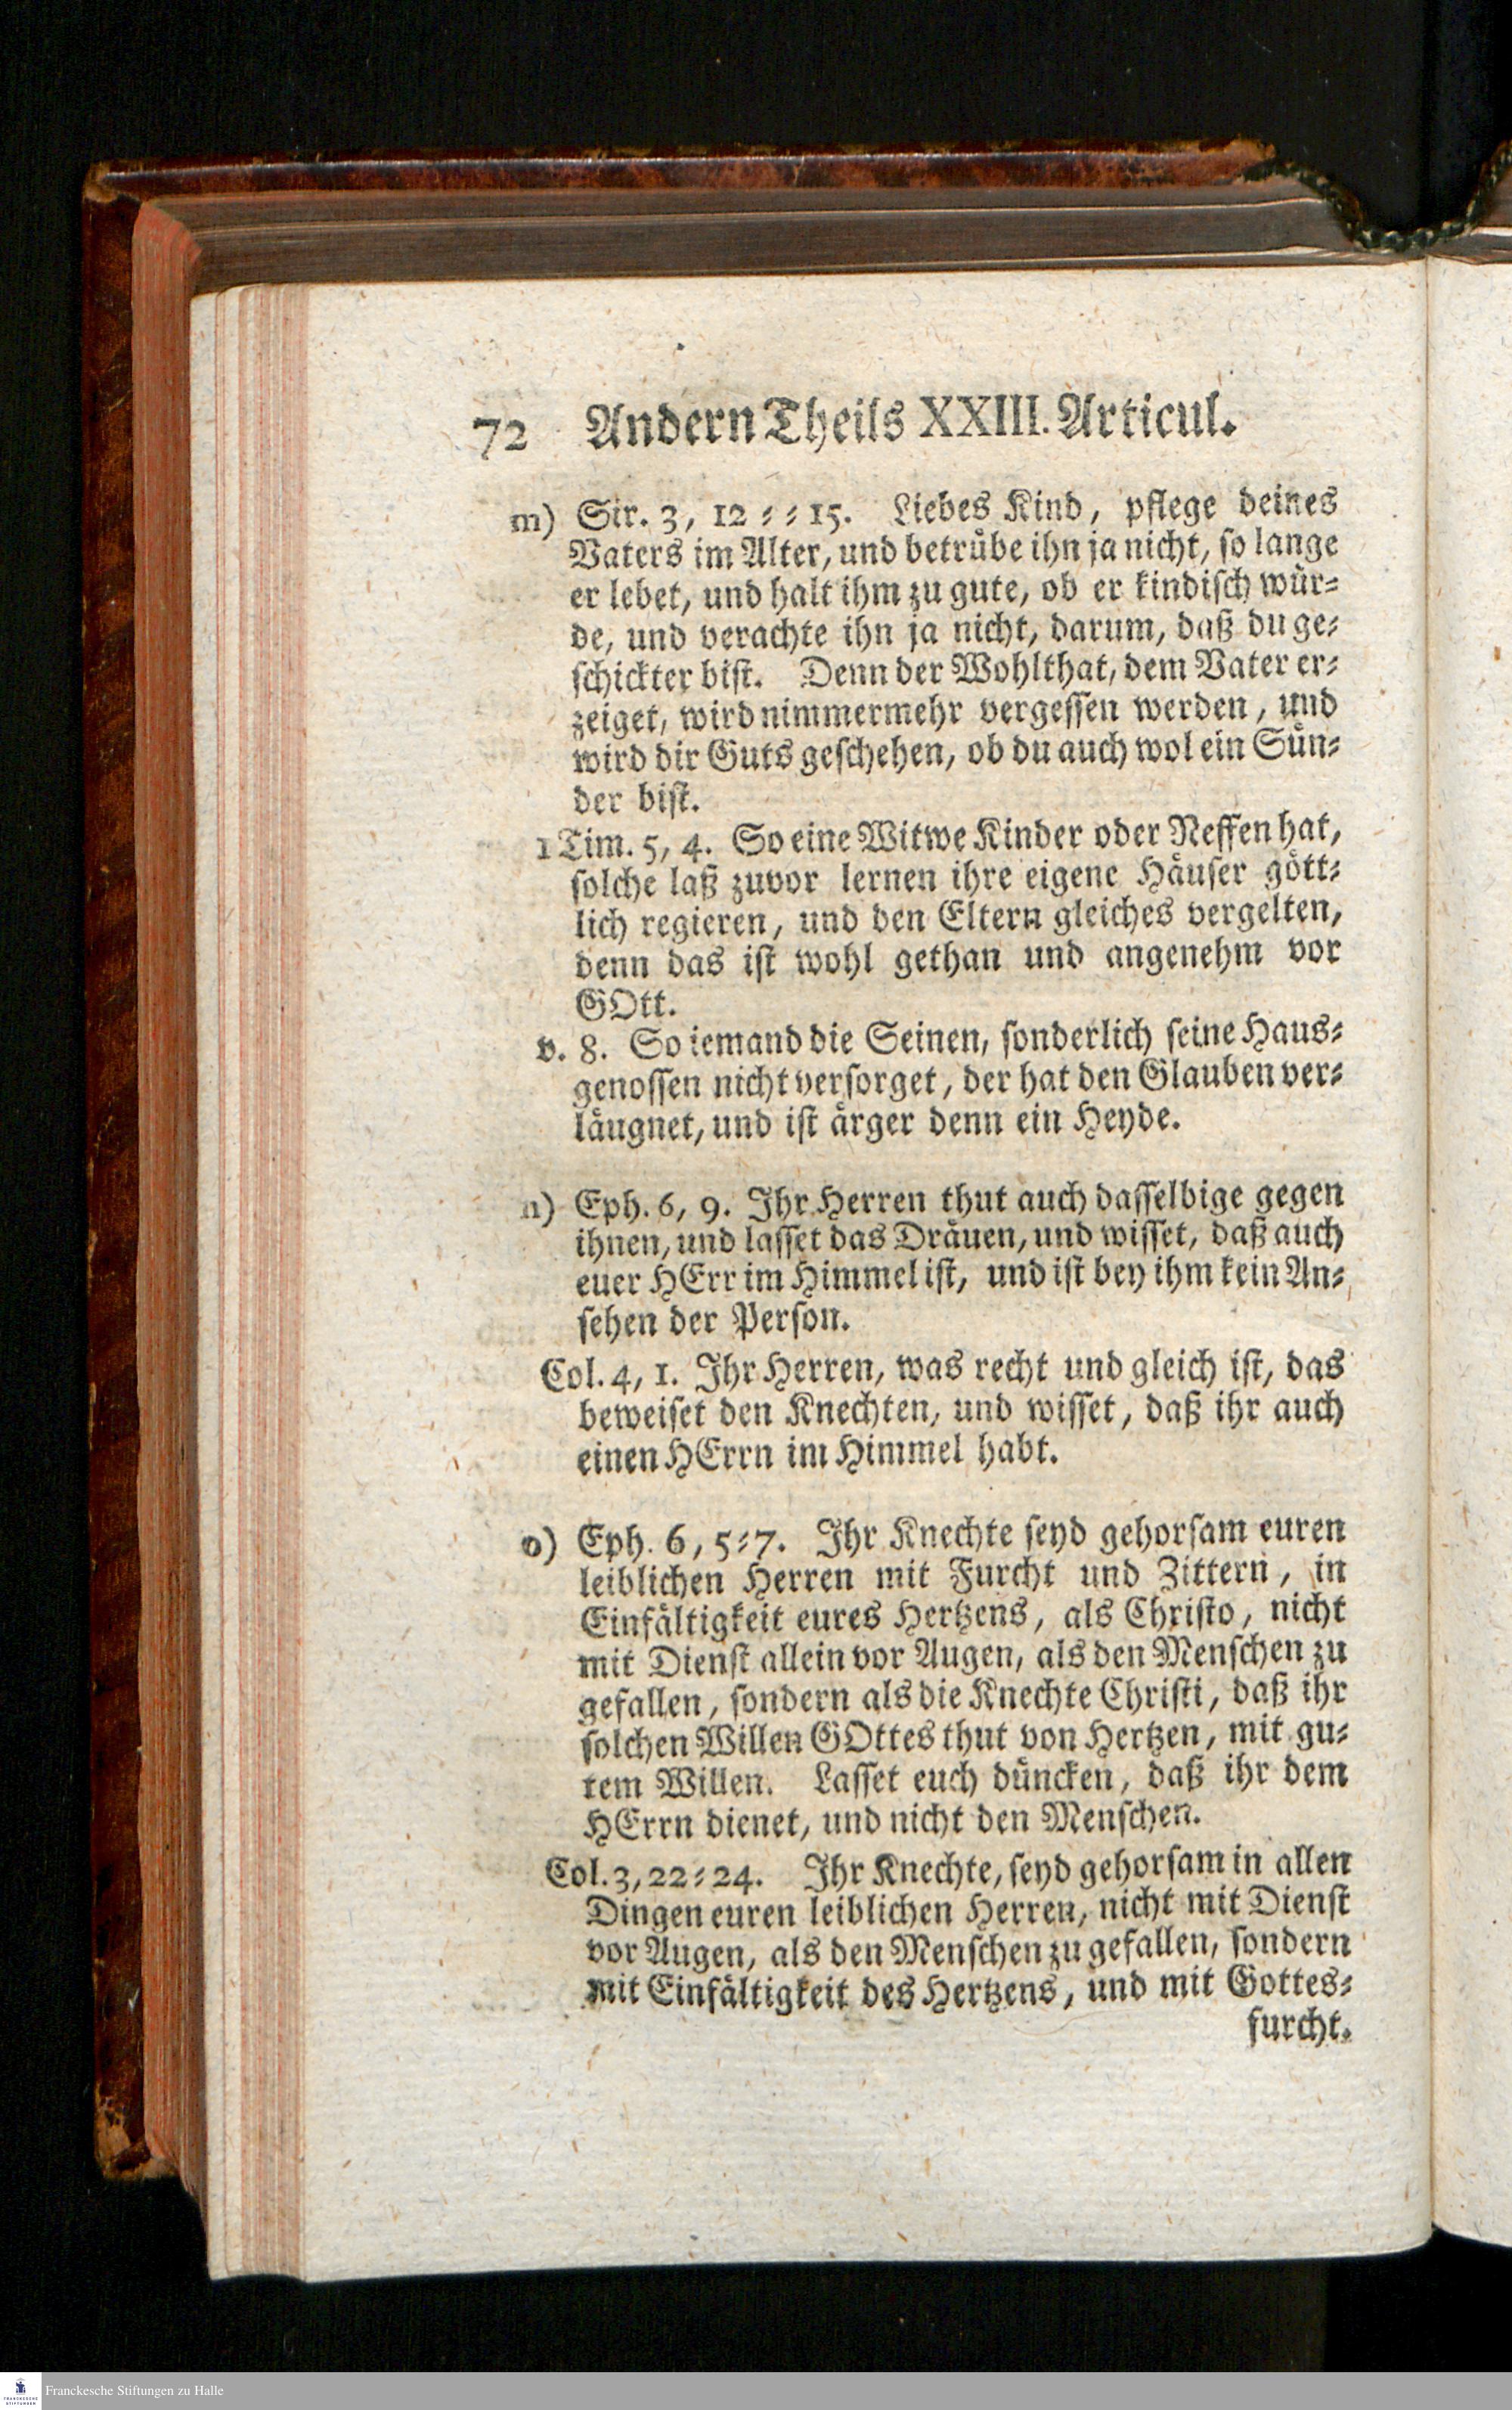 72 Andern Theils XXIII. Articul.
m) Sir. 3, 12 ⸗ ⸗ 15. Liebes Kind, pflege deines
Vaters im Alter, und betrübe ihn ja nicht, so lange
er lebet, und halt ihm zu gute, ob er kindisch wür⸗
de, und verachte ihn ja nicht, darum, daß du ge⸗
schickter bist. Denn der Wohlthat, dem Vater er⸗
zeiget, wird nimmermehr vergessen werden, und
wird dir Guts geschehen, ob du auch wol ein Sün⸗
der bist.
1 Tim. 5, 4. So eine Witwe Kinder oder Neffen hat,
solche laß zuvor lernen ihre eigene Häuser gött⸗
lich regieren, und den Eltern gleiches vergelten,
denn das ist wohl gethan und angenehm vor
GOtt.
v. 8. So iemand die Seinen, sonderlich seine Haus⸗
genossen nicht versorget, der hat den Glauben ver⸗
läugnet, und ist ärger denn ein Heyde.
n) Eph. 6, 9. Ihr Herren thut auch dasselbige gegen
ihnen, und lasset das Dräuen, und wisset, daß auch
euer HErr im Himmel ist, und ist bey ihm kein An⸗
sehen der Person.
Col. 4, 1. Ihr Herren, was recht und gleich ist, das
beweiset den Knechten, und wisset, daß ihr auch
einen HErrn im Himmel habt.
o) Eph. 6, 5⸗7. Ihr Knechte seyd gehorsam euren
leiblichen Herren mit Furcht und Zittern, in
Einfältigkeit eures Hertzens, als Christo, nicht
mit Dienst allein vor Augen, als den Menschen zu
gefallen, sondern als die Knechte Christi, daß ihr
solchen Willen GOttes thut von Hertzen, mit gu⸗
tem Willen. Lasset euch düncken, daß ihr dem
HErrn dienet, und nicht den Menschen.
Col. 3, 22⸗24. Ihr Knechte, seyd gehorsam in allen
Dingen euren leiblichen Herren, nicht mit Dienst
vor Augen, als den Menschen zu gefallen, sondern
mit Einfältigkeit des Hertzens, und mit Gottes⸗
furcht.
FRANCKESCHE
STIFTUNGEN
Franckesche Stiftungen zu Halle